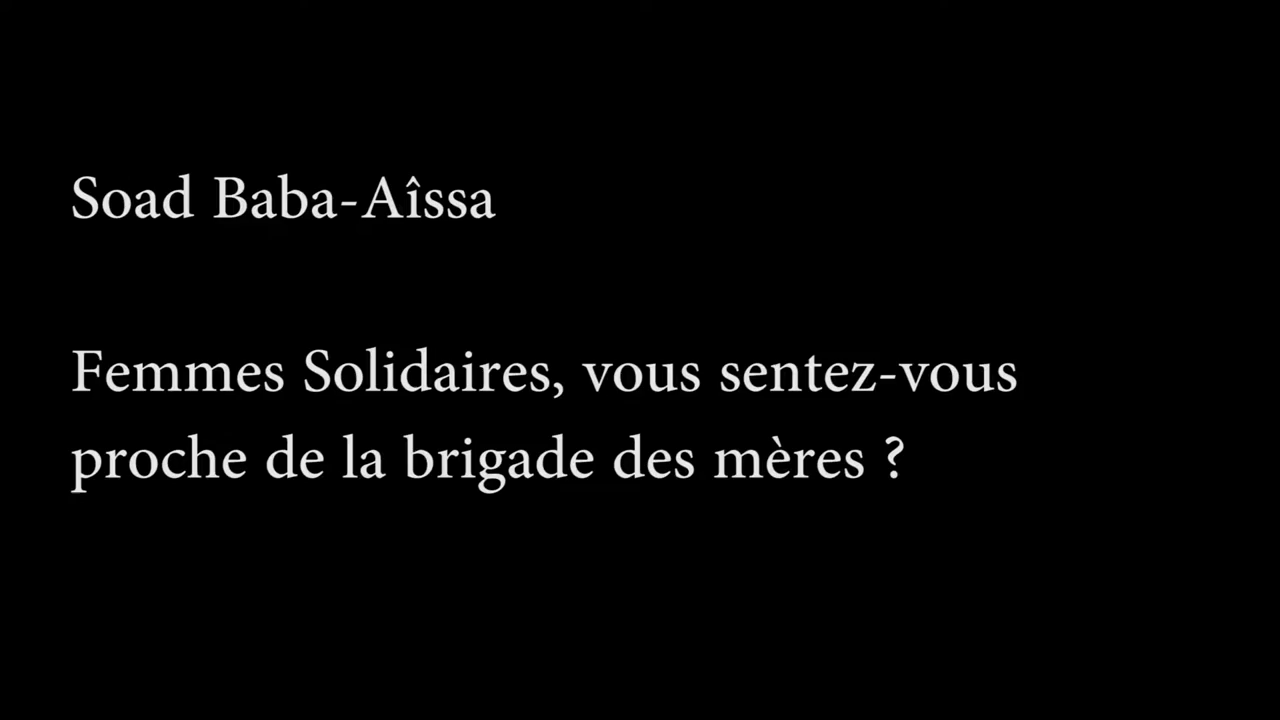 Soad Baba-Aîssa
Femmes Solidaires, vous sentez-vous
proche de la brigade des mères ?